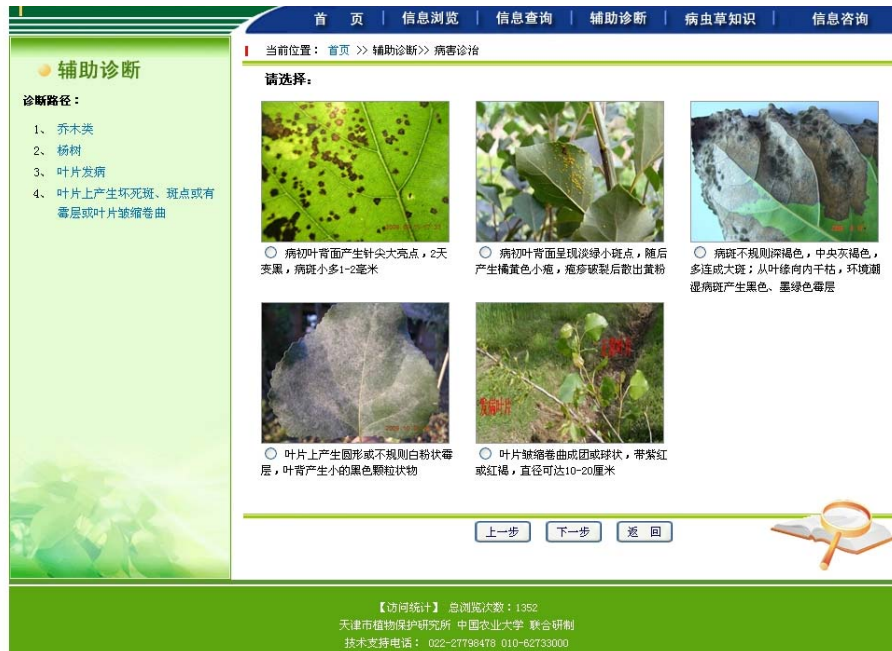 首 页 | 信息浏览 | 信息查询 | 辅助诊断 | 病虫草知识 | 信息咨询
当前位置： 首页 >> 辅助诊断>> 病害诊治
辅助诊断
诊断路径：
1、 乔木类
2、 杨树
3、 叶片发病
4、 叶片上产生坏死斑、斑点或有
霉层或叶片皱缩卷曲
请选择：
病初叶背面产生针尖大亮点，2天
变黑，病斑小多1-2毫米
病初叶背面呈现淡绿小斑点，随后
产生橘黄色小疱，疱疹破裂后散出黄粉
病斑不规则深褐色，中央灰褐色，
多连成大斑；从叶缘向内干枯，环境潮
湿病斑产生黑色、墨绿色霉层
发病叶片
叶片上产生圆形或不规则白粉状霉
层，叶背产生小的黑色颗粒状物
叶片皱缩卷曲成团或球状，带紫红
或红褐，直径可达10-20厘米
上一步
下一步
返 回
【访问统计】 总浏览次数：1352
天津市植物保护研究所 中国农业大学 联合研制
技术支持电话： 022-27798478 010-62733000